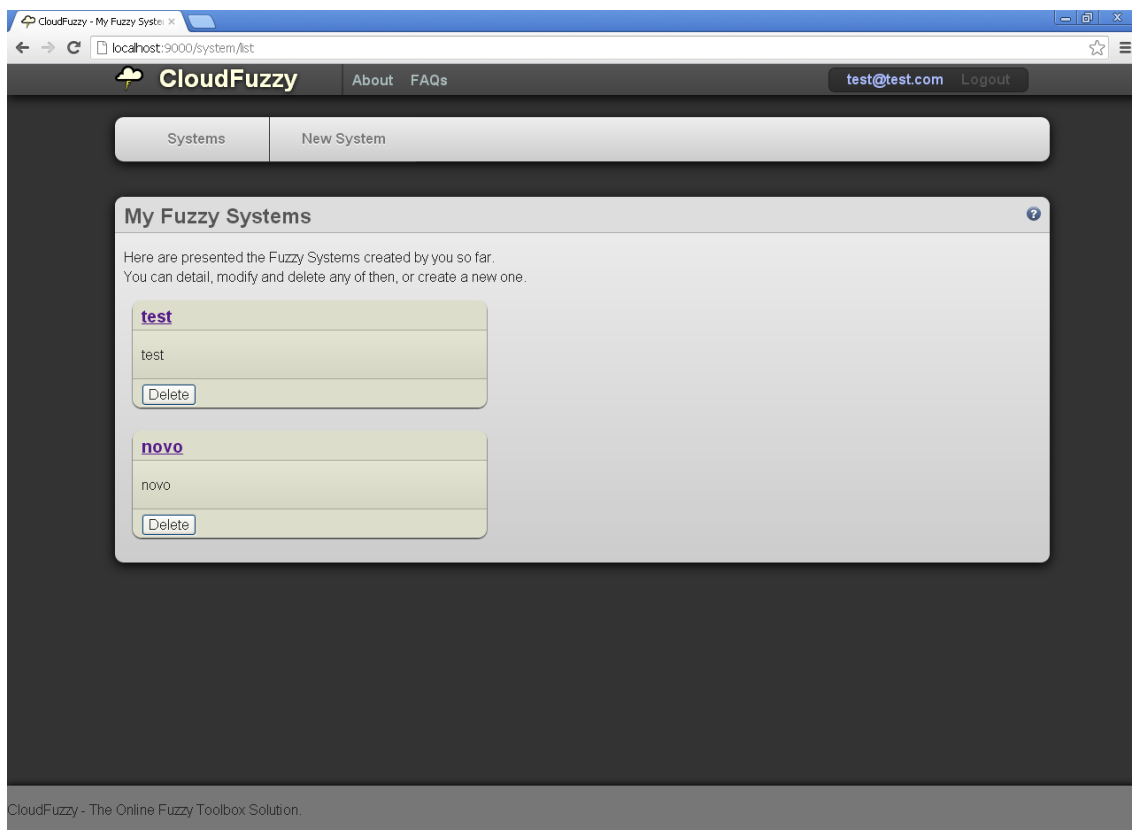 CloudFuzzy - My Fuzzy Syste
localhost:9000/system/list
CloudFuzzy About FAQs test@test.com Logout
Systems New System
My Fuzzy Systems
Here are presented the Fuzzy Systems created by you so far.
You can detail, modify and delete any of then, or create a new one.
test
test
Delete
novo
novo
Delete
CloudFuzzy - The Online Fuzzy Toolbox Solution.